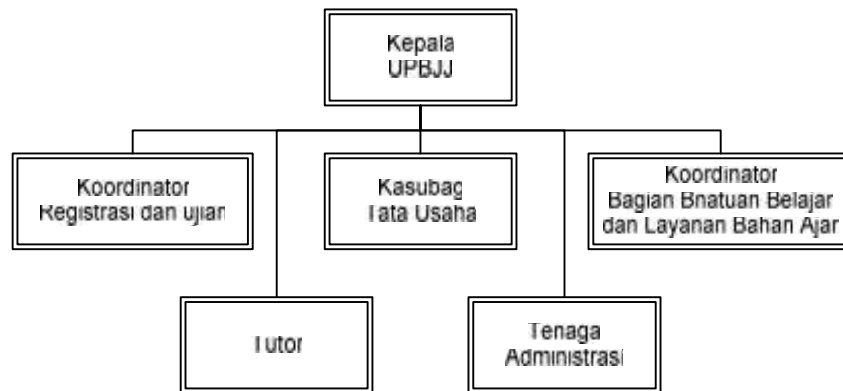 Kepala
UPBJJ
Koordinator
Registrasi dan ujian
Kasubag
Tata Usaha
Koordinator
Bagian Bnatuan Belajar
dan Layanan Bahan Ajar
Tutor
Tenaga
Administrasi